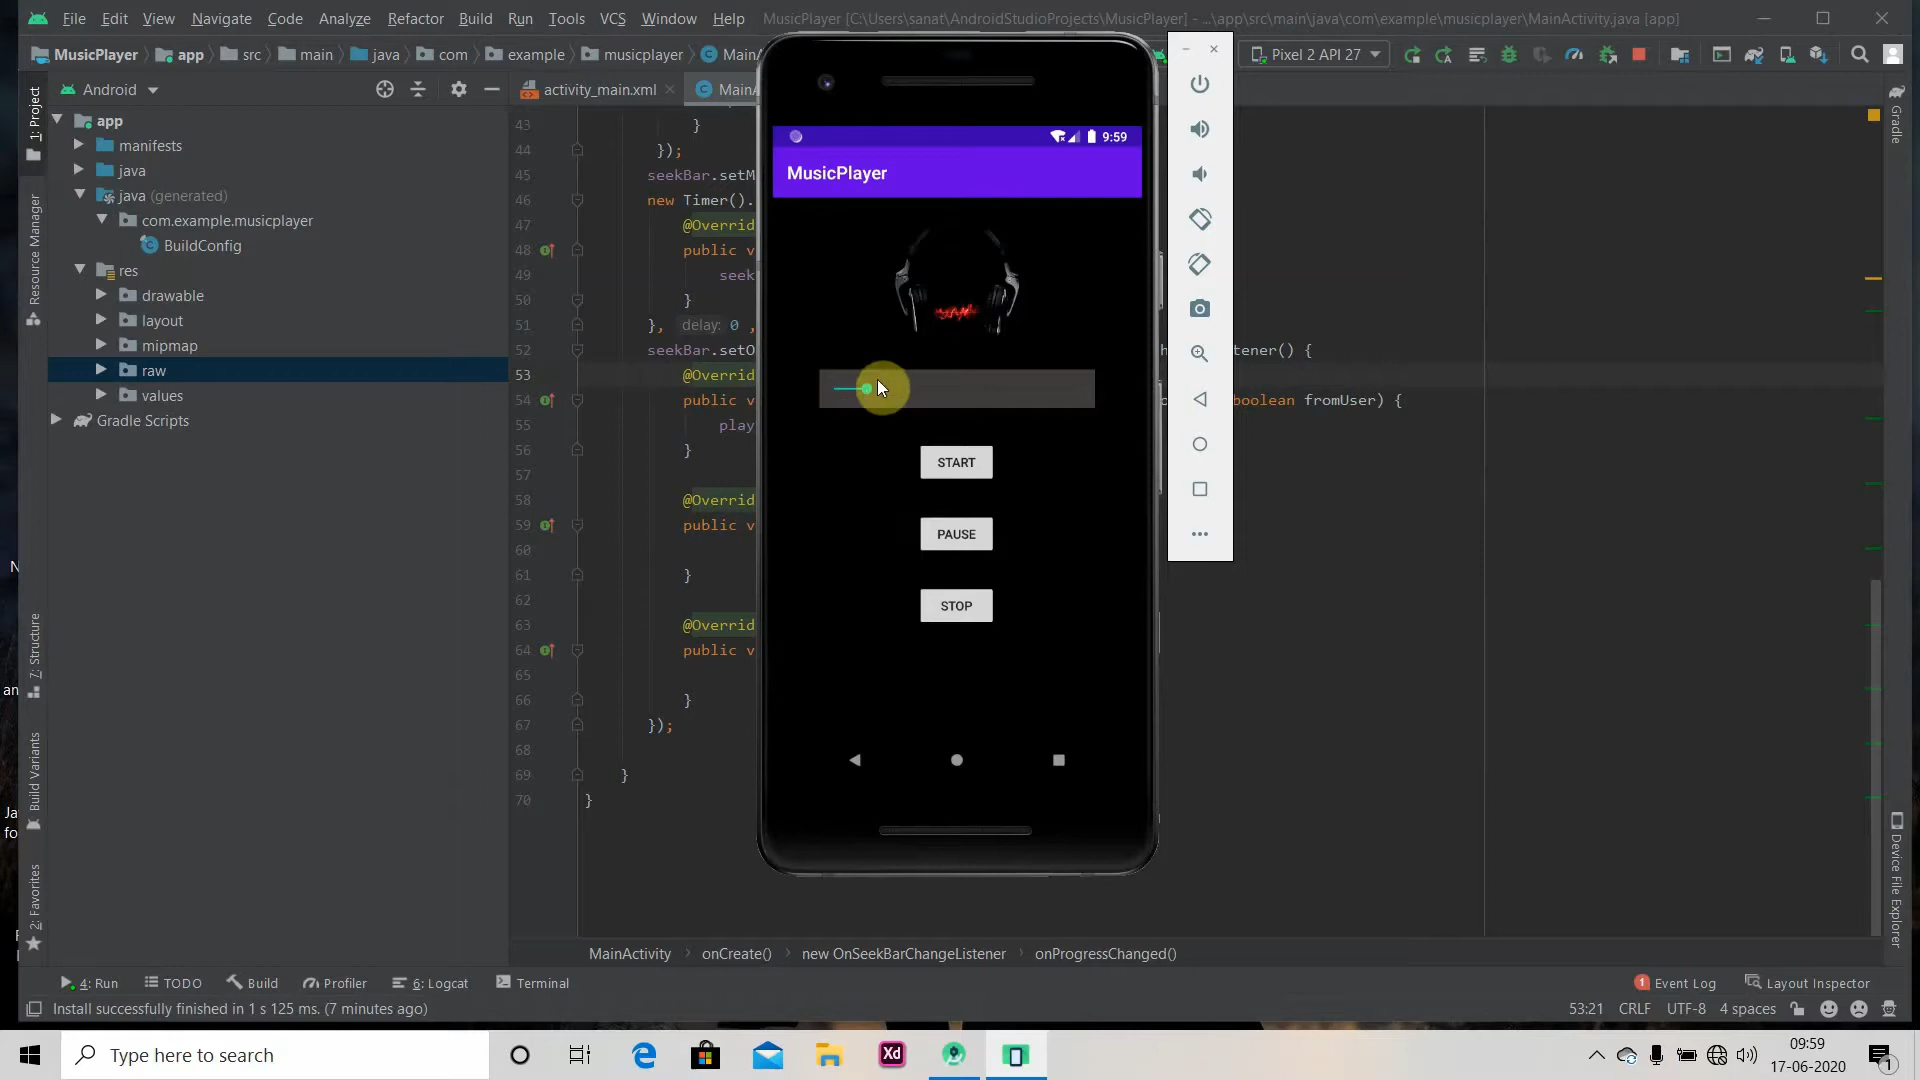 File Edit View Navigate Code Analyze Refactor Build Run Tools VCS Window Help MusicPlayer [C:\Users\sanat\AndroidStudioProjects\MusicPlayer] - ...\app\src\main\java\com\example\musicplayer\MainActivity.java [app]
MusicPlayer app src main java com example musicplayer MainA Pixel 2 API 27
1: Project
Resource Manager
7: Structure
Build Variants
2: Favorites
Android
app
manifests
java
java (generated)
com.example.musicplayer
BuildConfig
res
drawable
layout
mipmap
raw
values
Gradle Scripts
activity_main.xml MainA
43 }
44 });
45 seekBar.setM
46 new Timer().
47 @Overrid
48 public v
49 seek
50 }
51 }, delay: 0 ,
52 seekBar.setO tener() {
53 @Overrid
54 public v boolean fromUser) {
55 play
56 }
57
58 @Overrid
59 public v
60
61 }
62
63 @Overrid
64 public v
65
66 }
67 });
68
69 }
70 }
9:59
MusicPlayer
START
PAUSE
STOP
Gradle
Device File Explorer
MainActivity onCreate() new OnSeekBarChangeListener onProgressChanged()
4: Run TODO Build Profiler 6: Logcat Terminal 1 Event Log Layout Inspector
Install successfully finished in 1 s 125 ms. (7 minutes ago) 53:21 CRLF UTF-8 4 spaces
Type here to search
Xd
09:59
17-06-2020
1